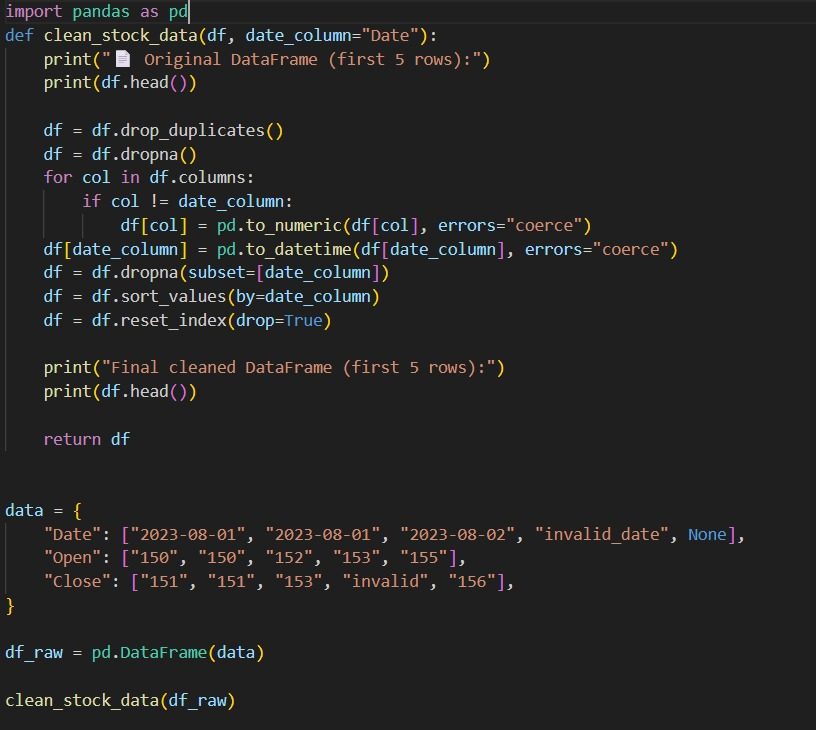 import pandas as pd
def clean_stock_data(df, date_column="Date"):
    print("📄 Original DataFrame (first 5 rows):")
    print(df.head())

    df = df.drop_duplicates()
    df = df.dropna()
    for col in df.columns:
        if col != date_column:
            df[col] = pd.to_numeric(df[col], errors="coerce")
    df[date_column] = pd.to_datetime(df[date_column], errors="coerce")
    df = df.dropna(subset=[date_column])
    df = df.sort_values(by=date_column)
    df = df.reset_index(drop=True)

    print("Final cleaned DataFrame (first 5 rows):")
    print(df.head())

    return df


data = {
    "Date": ["2023-08-01", "2023-08-01", "2023-08-02", "invalid_date", None],
    "Open": ["150", "150", "152", "153", "155"],
    "Close": ["151", "151", "153", "invalid", "156"],
}

df_raw = pd.DataFrame(data)

clean_stock_data(df_raw)